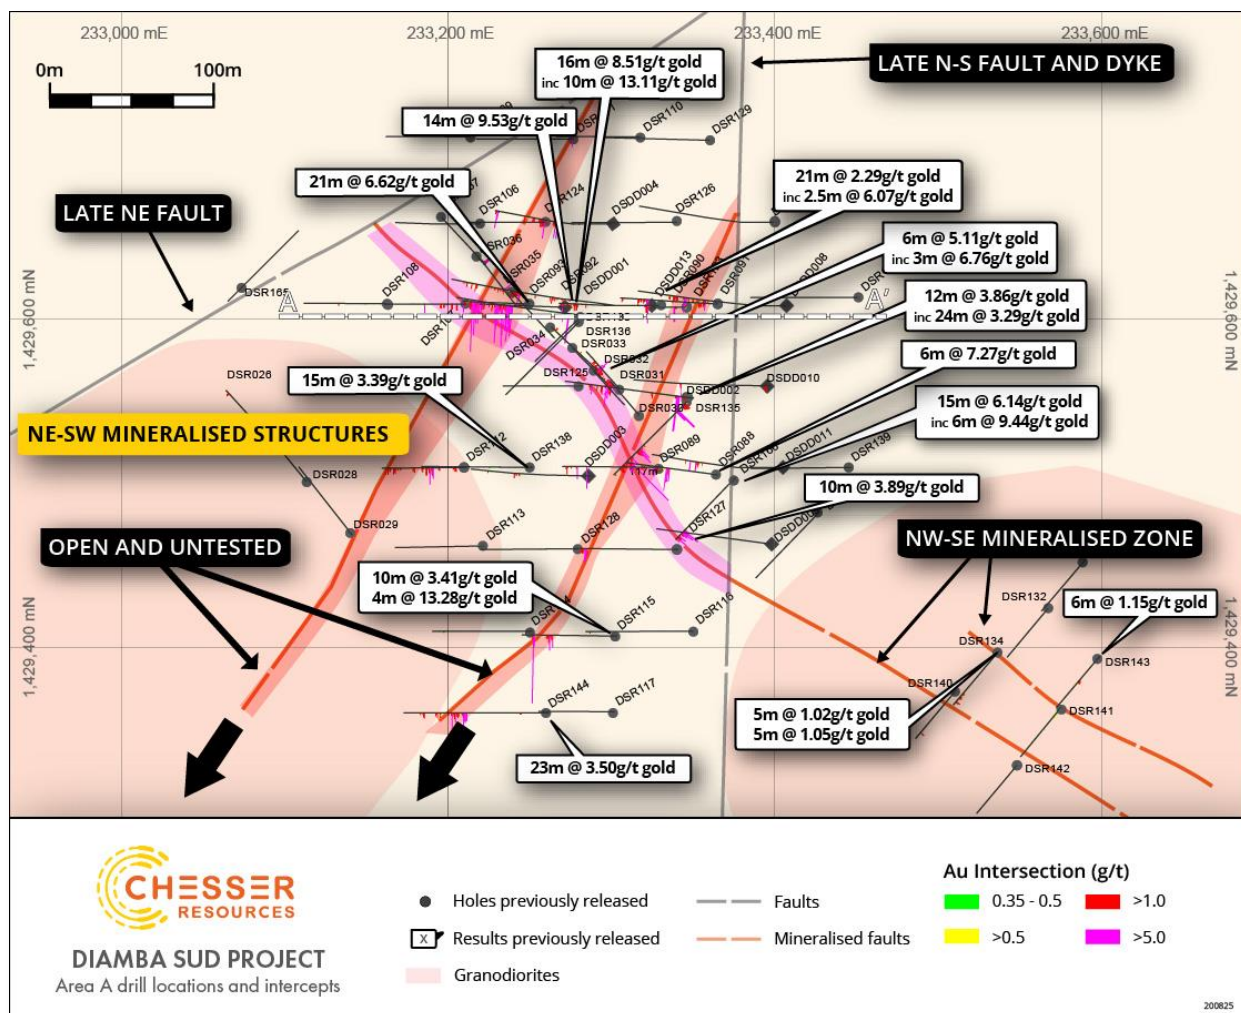 233,000 mE
233,200 mE
233,400 mE
233,600 mE
0m
100m
16m @ 8.51g/t gold
inc 10m @ 13.11g/t gold
LATE N-S FAULT AND DYKE
14m @ 9.53g/t gold
DSR110
DSR129
21m @ 6.62g/t gold
21m @ 2.29g/t gold
inc 2.5m @ 6.07g/t gold
LATE NE FAULT
DSR106
DSR124
DSDD004
DSR126
6m @ 5.11g/t gold
inc 3m @ 6.76g/t gold
DSR036
DSR035
DSR093
DSR092
DSDD001
DSDD013
DSR090
DSR091
DSR108
DSR165
A
A'
12m @ 3.86g/t gold
inc 24m @ 3.29g/t gold
1,429,600 mN
1,429,600 mN
DSR136
DSR034
DSR033
DSR032
DSR125
DSR031
6m @ 7.27g/t gold
DSR026
15m @ 3.39g/t gold
DSDD002
DSDD010
DSR135
15m @ 6.14g/t gold
inc 6m @ 9.44g/t gold
NE-SW MINERALISED STRUCTURES
DSR112
DSR138
DSDD003
DSR089
DSR088
DSDD011
DSR139
DSR028
10m @ 3.89g/t gold
DSR029
DSR113
DSR128
DSR127
OPEN AND UNTESTED
NW-SE MINERALISED ZONE
10m @ 3.41g/t gold
4m @ 13.28g/t gold
DSR115
DSR116
DSR132
6m @ 1.15g/t gold
DSR134
DSR143
1,429,400 mN
1,429,400 mN
DSR140
DSR144
DSR117
5m @ 1.02g/t gold
5m @ 1.05g/t gold
DSR141
23m @ 3.50g/t gold
DSR142
CHESSER
RESOURCES
DIAMBA SUD PROJECT
Area A drill locations and intercepts
Holes previously released
X Results previously released
Granodiorites
Faults
Mineralised faults
Au Intersection (g/t)
0.35 - 0.5
>1.0
>0.5
>5.0
200825